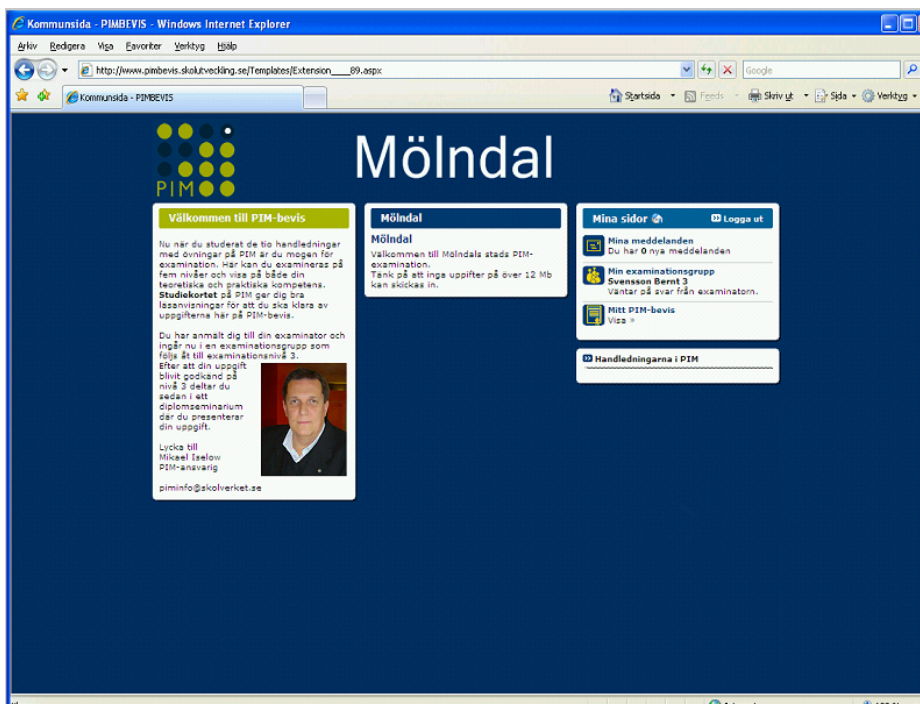 Kommunsida - PIMBEVIS - Windows Internet Explorer
Arkiv Redigera Visa Favoriter Verktyg Hjälp
http://www.pimbevis.skolutveckling.se/Templates/Extension____89.aspx
Google
Kommunsida - PIMBEVIS
Startsida
Feeds
Skriv ut
Sida
Verktyg
PIM
Mölndal
Välkommen till PIM-bevis
Nu när du studerat de tio handledningar
med övningar på PIM är du mogen för
examination. Här kan du examineras på
fem nivåer och visa på både din
teoretiska och praktiska kompetens.
Studiekortet på PIM ger dig bra
läsanvisningar för att du ska klara av
uppgifterna här på PIM-bevis.
Du har anmält dig till din examinator och
ingår nu i en examinationsgrupp som
följs åt till examinationsnivå 3.
Efter att din uppgift
blivit godkänd på
nivå 3 deltar du
sedan i ett
diplomseminarium
där du presenterar
din uppgift.
Lycka till
Mikael Iselow
PIM-ansvarig
piminfo@skolverket.se
Mölndal
Mölndal
Välkommen till Mölndals stads PIM-
examination.
Tänk på att inga uppifter på över 12 Mb
kan skickas in.
Mina sidor
Logga ut
Mina meddelanden
Du har 0 nya meddelanden
Min examinationsgrupp
Svensson Bernt 3
Väntar på svar från examinatorn.
Mitt PIM-bevis
Visa »
Handledningarna i PIM